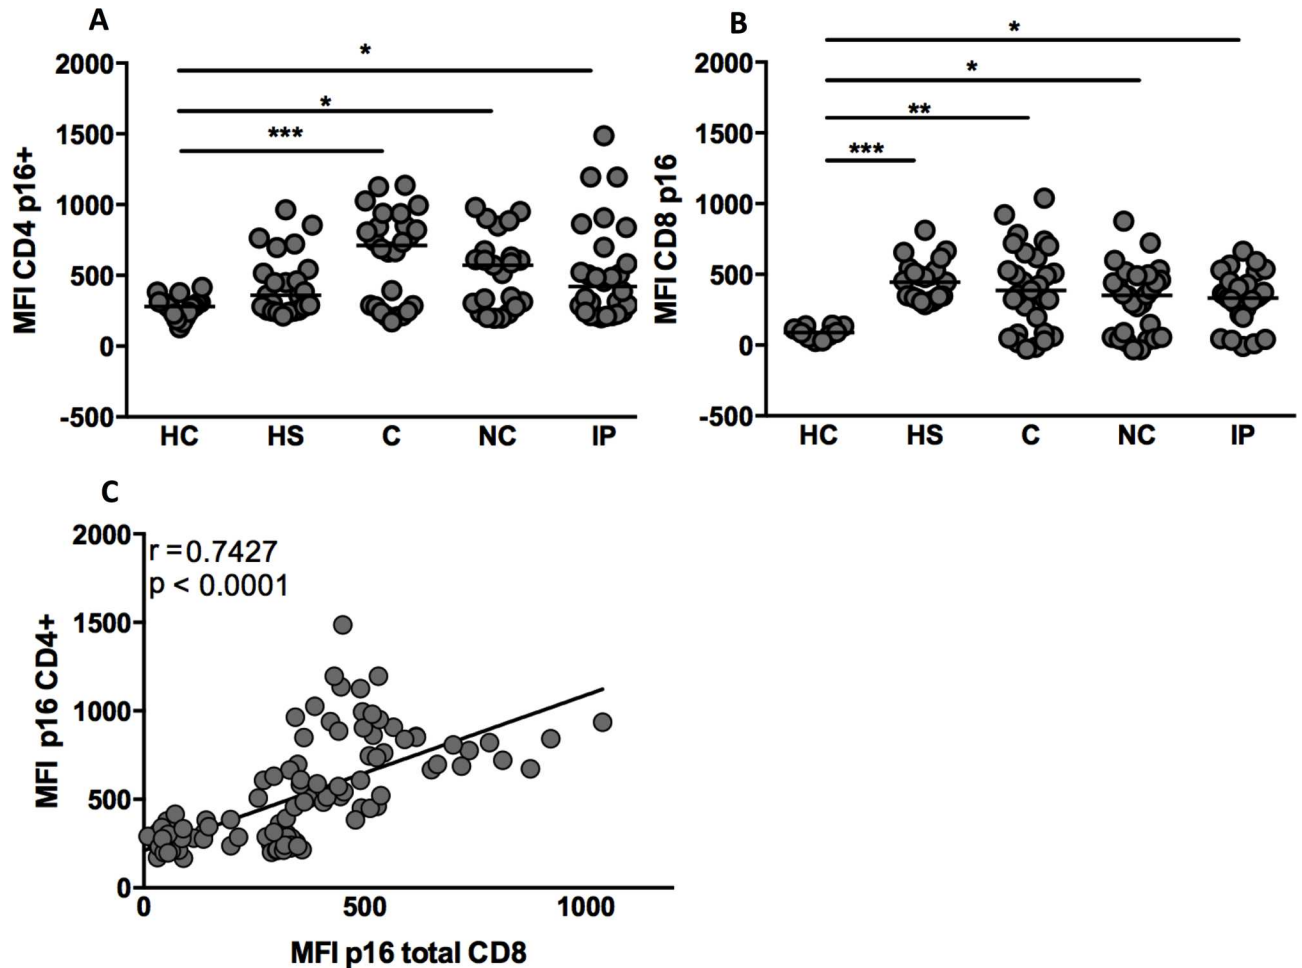 A
MFI CD4 p16+
2000
1500
1000
500
0
-500
*
*
***
HC HS C NC IP
B
MFI CD8 p16
2000
1500
1000
500
0
-500
*
*
**
***
HC HS C NC IP
C
MFI p16 CD4+
2000
1500
1000
500
0
r =0.7427
p < 0.0001
0 500 1000
MFI p16 total CD8